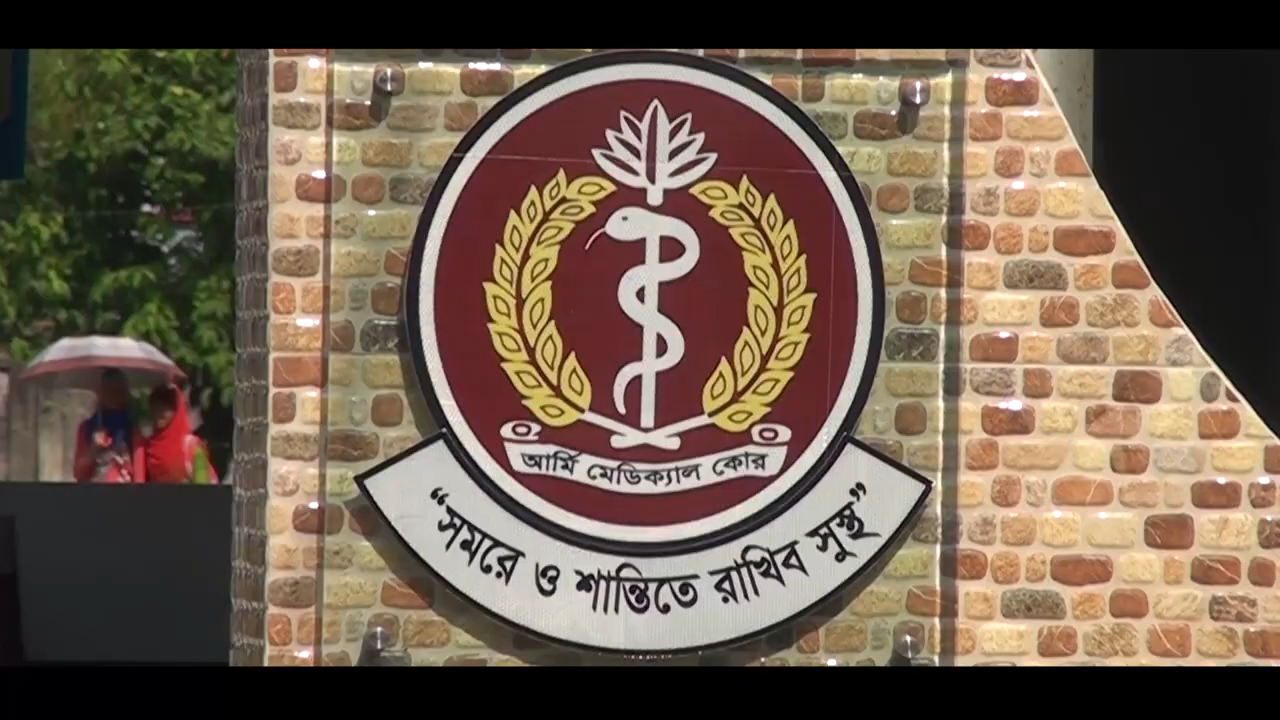 আর্মি মেডিক্যাল কোর
“সমরে ও শান্তিতে রাখিব সুস্থ”